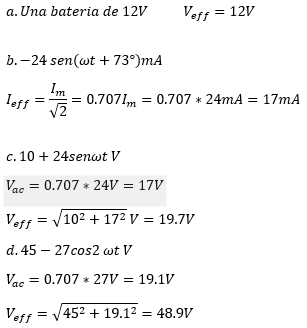 a. Una bateria de 12V V_eff = 12V
b. −24 sen(ωt + 73°)mA
I_eff = I_m/√2 = 0.707I_m = 0.707 * 24mA = 17mA
c. 10 + 24senωt V
V_ac = 0.707 * 24V = 17V
V_eff = √(10² + 17²) V = 19.7V
d. 45 − 27cos2 ωt V
V_ac = 0.707 * 27V = 19.1V
V_eff = √(45² + 19.1²) = 48.9V